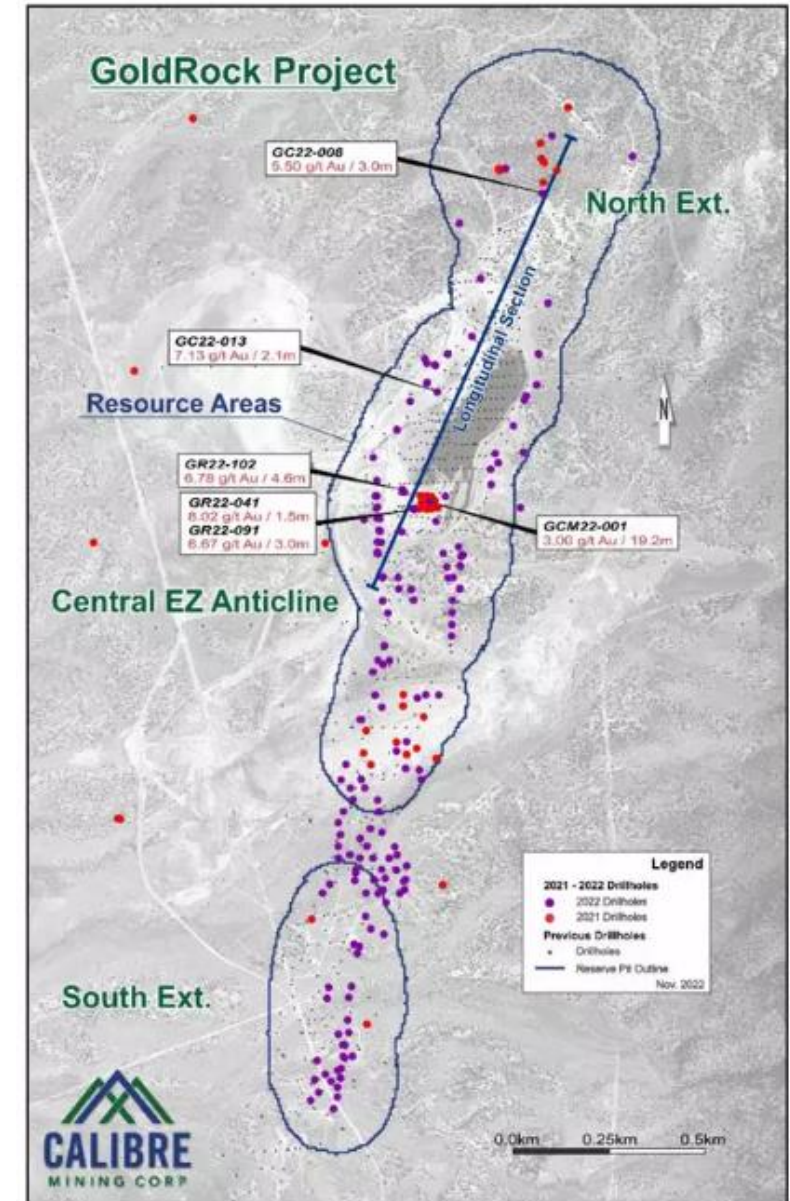 GoldRock Project
GC22-008
5.50 g/t Au / 3.0m
North Ext.
Longitudinal Section
GC22-013
7.13 g/t Au / 2.1m
Resource Areas
N
GR22-102
6.78 g/t Au / 4.6m
GR22-041
8.02 g/t Au / 1.5m
GR22-091
6.67 g/t Au / 3.0m
GCM22-001
3.00 g/t Au / 19.2m
Central EZ Anticline
Legend
2021 - 2022 Drillholes
2022 Drillholes
2021 Drillholes
Previous Drillholes
Drillholes
Reserve Pit Outline
Nov. 2022
South Ext.
CALIBRE
MINING CORP
0.0km 0.25km 0.5km